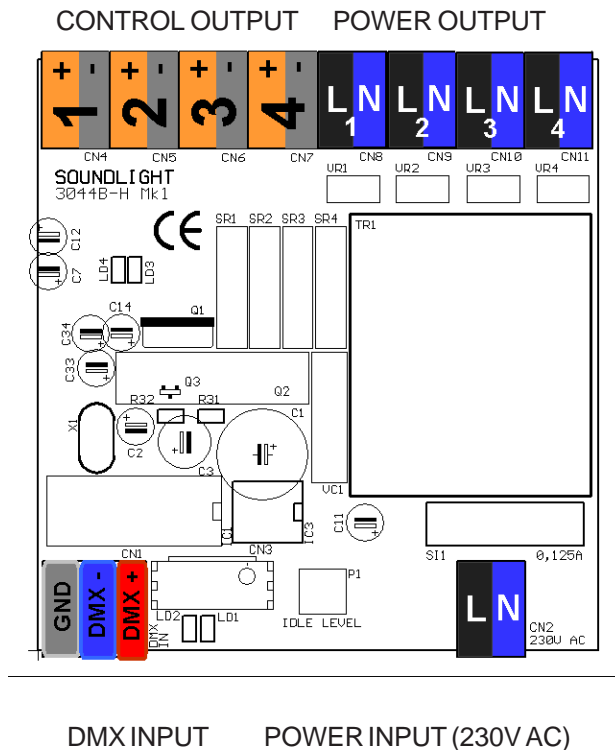 CONTROL OUTPUT POWER OUTPUT
+ - + - + - + -
1 2 3 4 L N L N L N L N
1 2 3 4
CN4 CN5 CN6 CN7 CN8 CN9 CN10 CN11
SOUNDLIGHT
3044B-H Mk1
VR1 VR2 VR3 VR4
CE
SR1 SR2 SR3 SR4 TR1
C12
C7
LD4 LD3
C14 Q1
C34
C33
Q3
Q2
R32 R31
C1
X1
C2
C3
VC1
IC1
IC3
C11
CN1 CN3
SI1 0,125A
P1
GND DMX - DMX +
LD2 LD1
DMX IN
IDLE LEVEL
L N
CN2
230V AC
DMX INPUT POWER INPUT (230V AC)